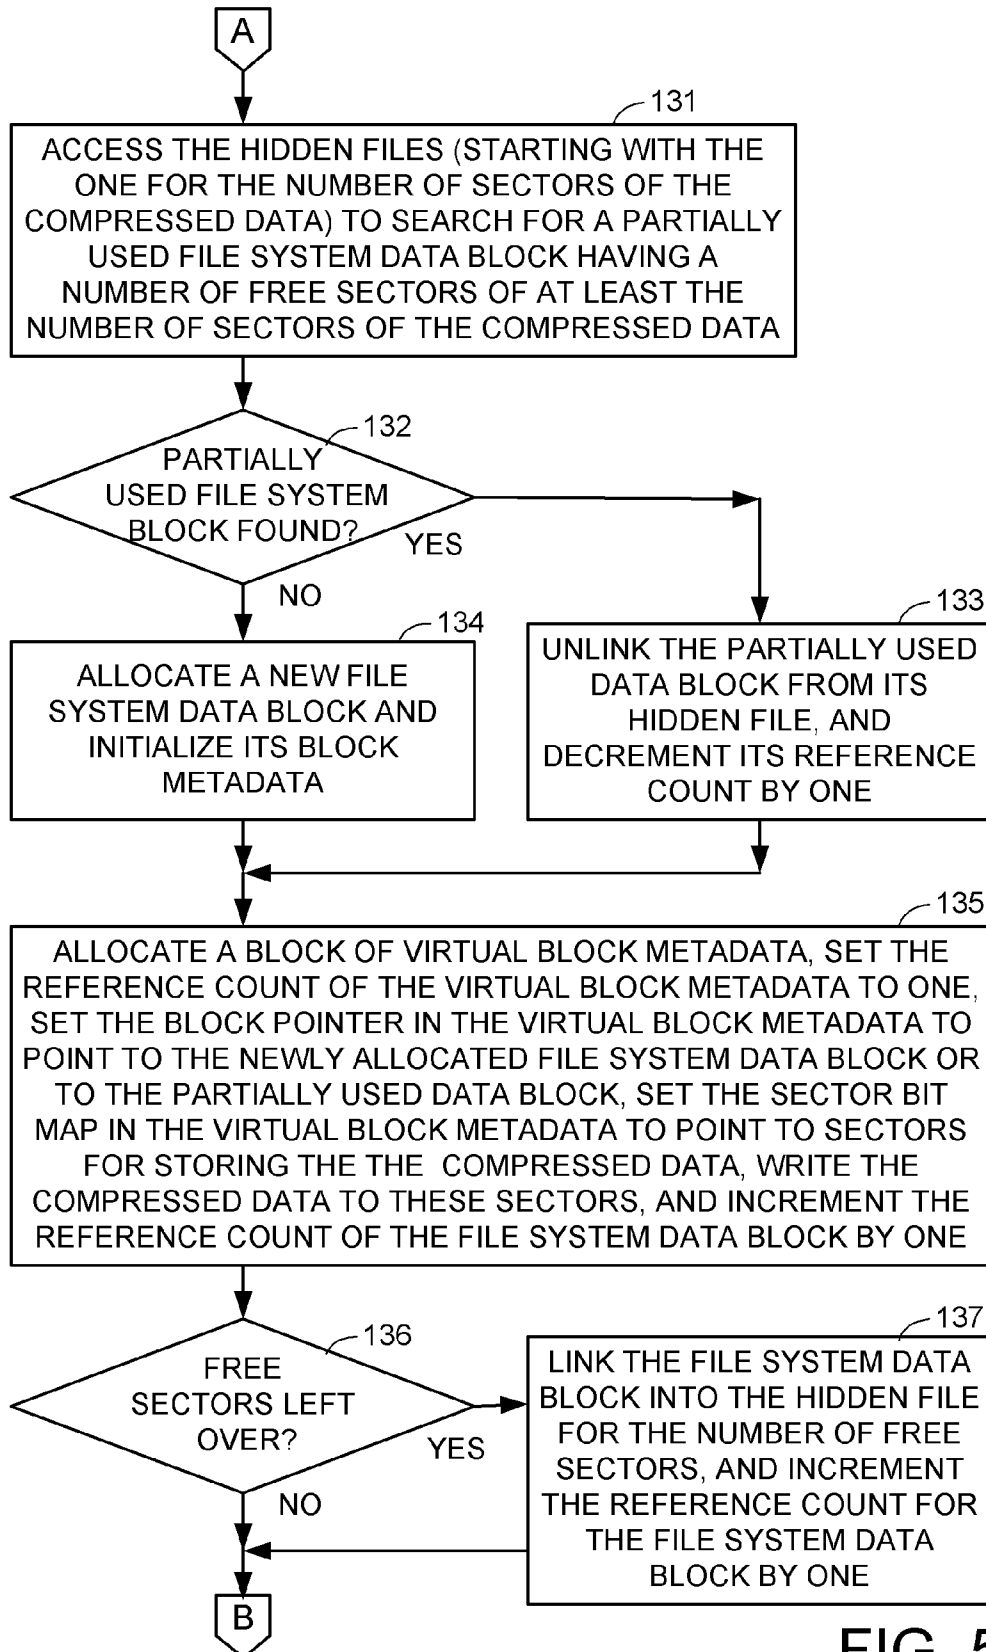 A
131
ACCESS THE HIDDEN FILES (STARTING WITH THE
ONE FOR THE NUMBER OF SECTORS OF THE
COMPRESSED DATA) TO SEARCH FOR A PARTIALLY
USED FILE SYSTEM DATA BLOCK HAVING A
NUMBER OF FREE SECTORS OF AT LEAST THE
NUMBER OF SECTORS OF THE COMPRESSED DATA
132
PARTIALLY
USED FILE SYSTEM
BLOCK FOUND?
YES
NO
134
ALLOCATE A NEW FILE
SYSTEM DATA BLOCK AND
INITIALIZE ITS BLOCK
METADATA
133
UNLINK THE PARTIALLY USED
DATA BLOCK FROM ITS
HIDDEN FILE, AND
DECREMENT ITS REFERENCE
COUNT BY ONE
135
ALLOCATE A BLOCK OF VIRTUAL BLOCK METADATA, SET THE
REFERENCE COUNT OF THE VIRTUAL BLOCK METADATA TO ONE,
SET THE BLOCK POINTER IN THE VIRTUAL BLOCK METADATA TO
POINT TO THE NEWLY ALLOCATED FILE SYSTEM DATA BLOCK OR
TO THE PARTIALLY USED DATA BLOCK, SET THE SECTOR BIT
MAP IN THE VIRTUAL BLOCK METADATA TO POINT TO SECTORS
FOR STORING THE THE COMPRESSED DATA, WRITE THE
COMPRESSED DATA TO THESE SECTORS, AND INCREMENT THE
REFERENCE COUNT OF THE FILE SYSTEM DATA BLOCK BY ONE
136
FREE
SECTORS LEFT
OVER?
YES
NO
137
LINK THE FILE SYSTEM DATA
BLOCK INTO THE HIDDEN FILE
FOR THE NUMBER OF FREE
SECTORS, AND INCREMENT
THE REFERENCE COUNT FOR
THE FILE SYSTEM DATA
BLOCK BY ONE
B
FIG. 5